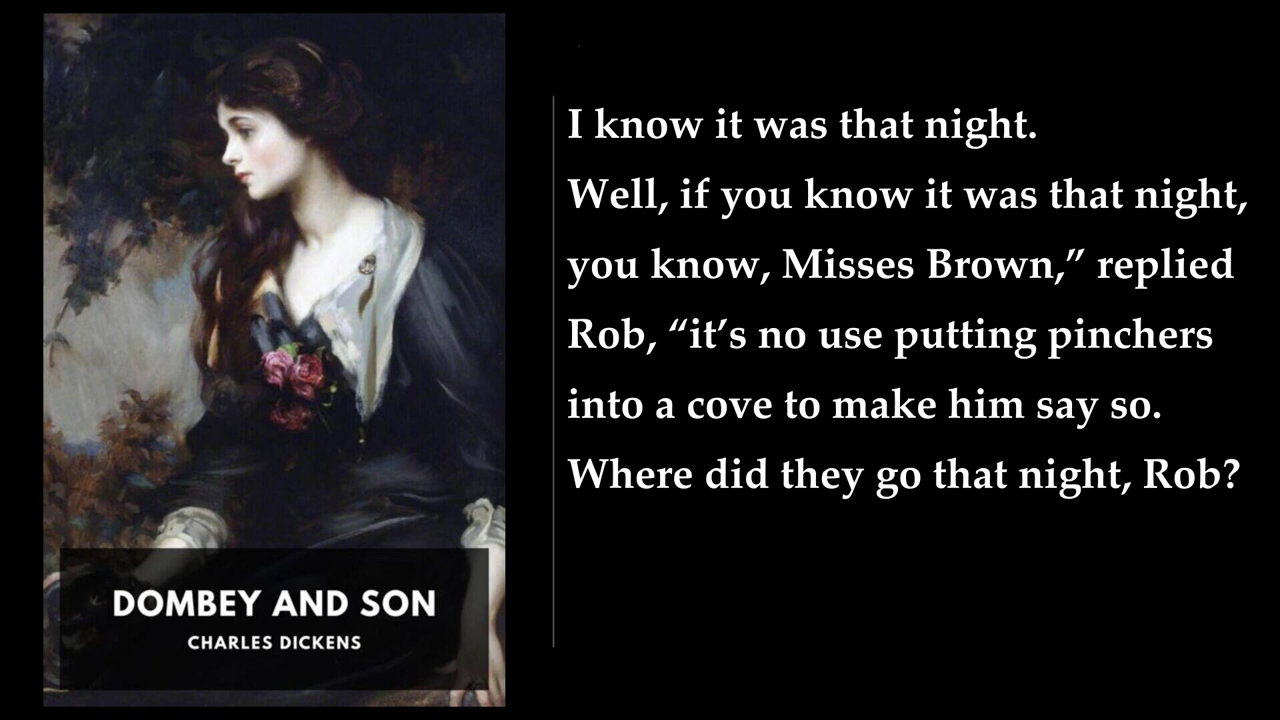 DOMBEY AND SON
CHARLES DICKENS
I know it was that night.
Well, if you know it was that night,
you know, Misses Brown,” replied
Rob, “it’s no use putting pinchers
into a cove to make him say so.
Where did they go that night, Rob?